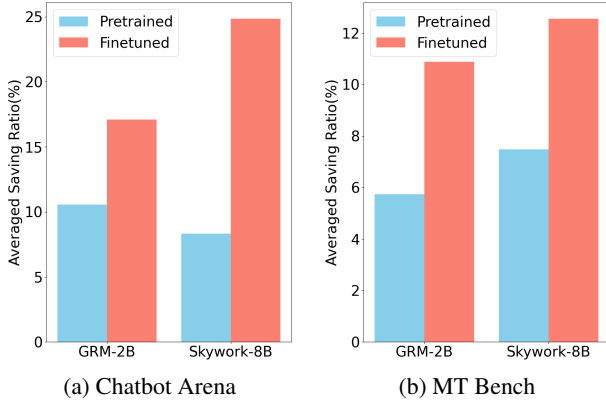 Averaged Saving Ratio(%)
25
20
15
10
5
0
Pretrained
Finetuned
GRM-2B Skywork-8B
(a) Chatbot Arena
Averaged Saving Ratio(%)
12
10
8
6
4
2
0
Pretrained
Finetuned
GRM-2B Skywork-8B
(b) MT Bench